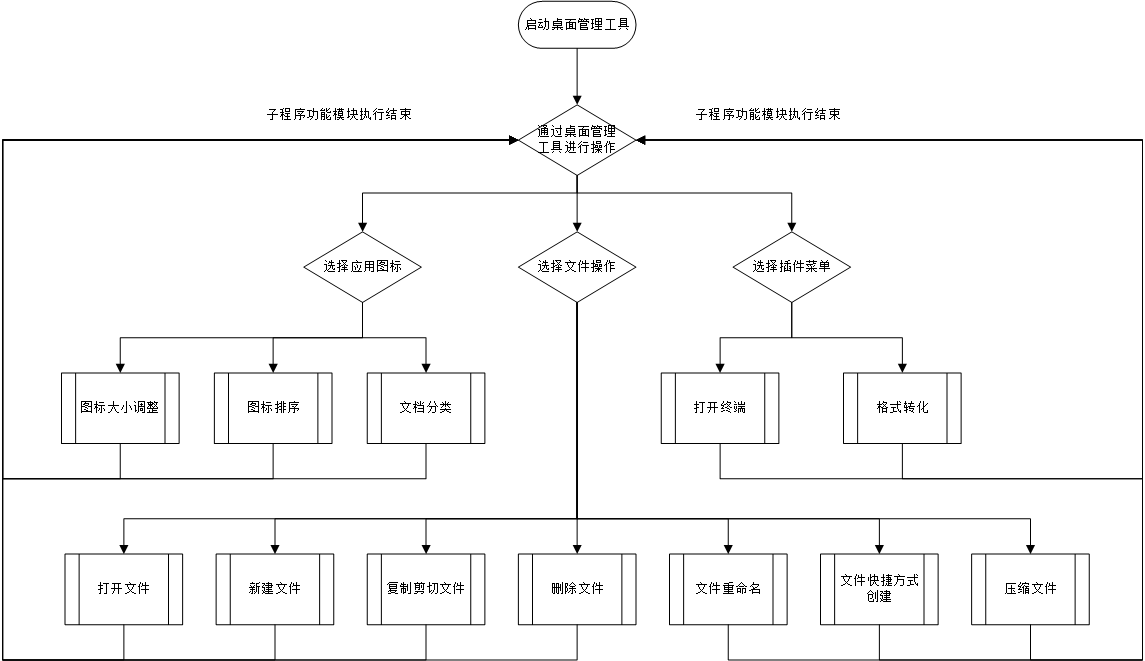 启动桌面管理工具
子程序功能模块执行结束
子程序功能模块执行结束
通过桌面管理
工具进行操作
选择应用图标
选择文件操作
选择插件菜单
图标大小调整
图标排序
文档分类
打开终端
格式转化
打开文件
新建文件
复制剪切文件
删除文件
文件重命名
文件快捷方式
创建
压缩文件